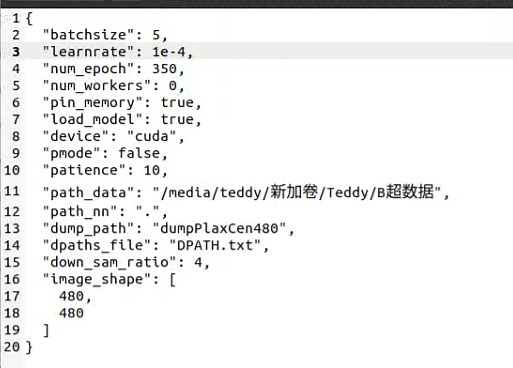 1 {
2 "batchsize": 5,
3 "learnrate": 1e-4,
4 "num_epoch": 350,
5 "num_workers": 0,
6 "pin_memory": true,
7 "load_model": true,
8 "device": "cuda",
9 "pmode": false,
10 "patience": 10,
11 "path_data": "/media/teddy/新加卷/Teddy/B超数据",
12 "path_nn": ".",
13 "dump_path": "dumpPlaxCen480",
14 "dpaths_file": "DPATH.txt",
15 "down_sam_ratio": 4,
16 "image_shape": [
17 480,
18 480
19 ]
20 }